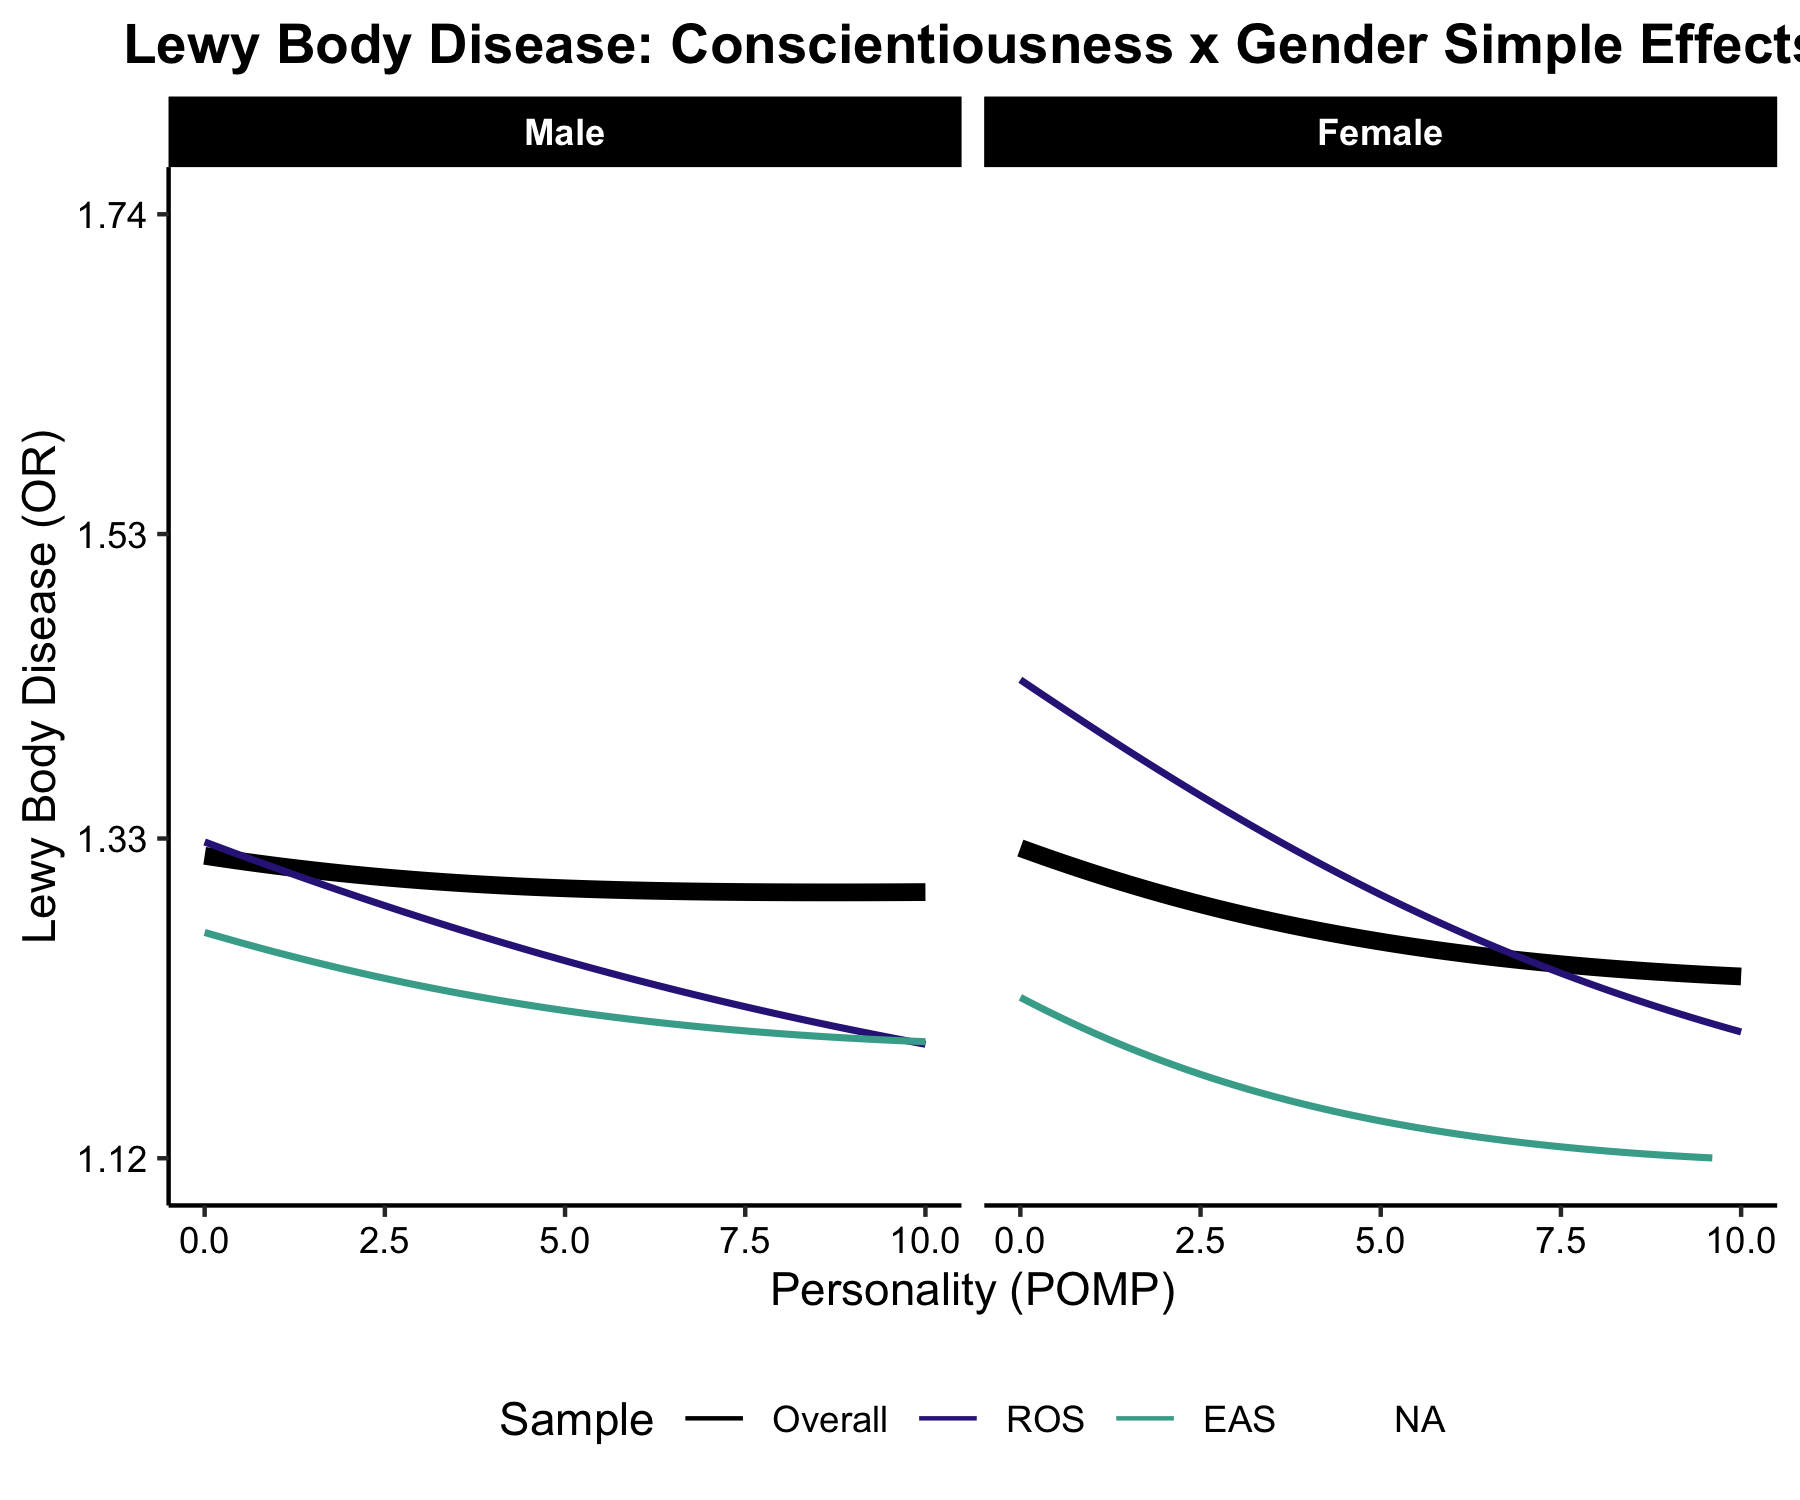 Lewy Body Disease: Conscientiousness x Gender Simple Effects
Male
Female
Lewy Body Disease (OR)
1.74
1.53
1.33
1.12
0.0 2.5 5.0 7.5 10.0
0.0 2.5 5.0 7.5 10.0
Personality (POMP)
Sample Overall ROS EAS NA